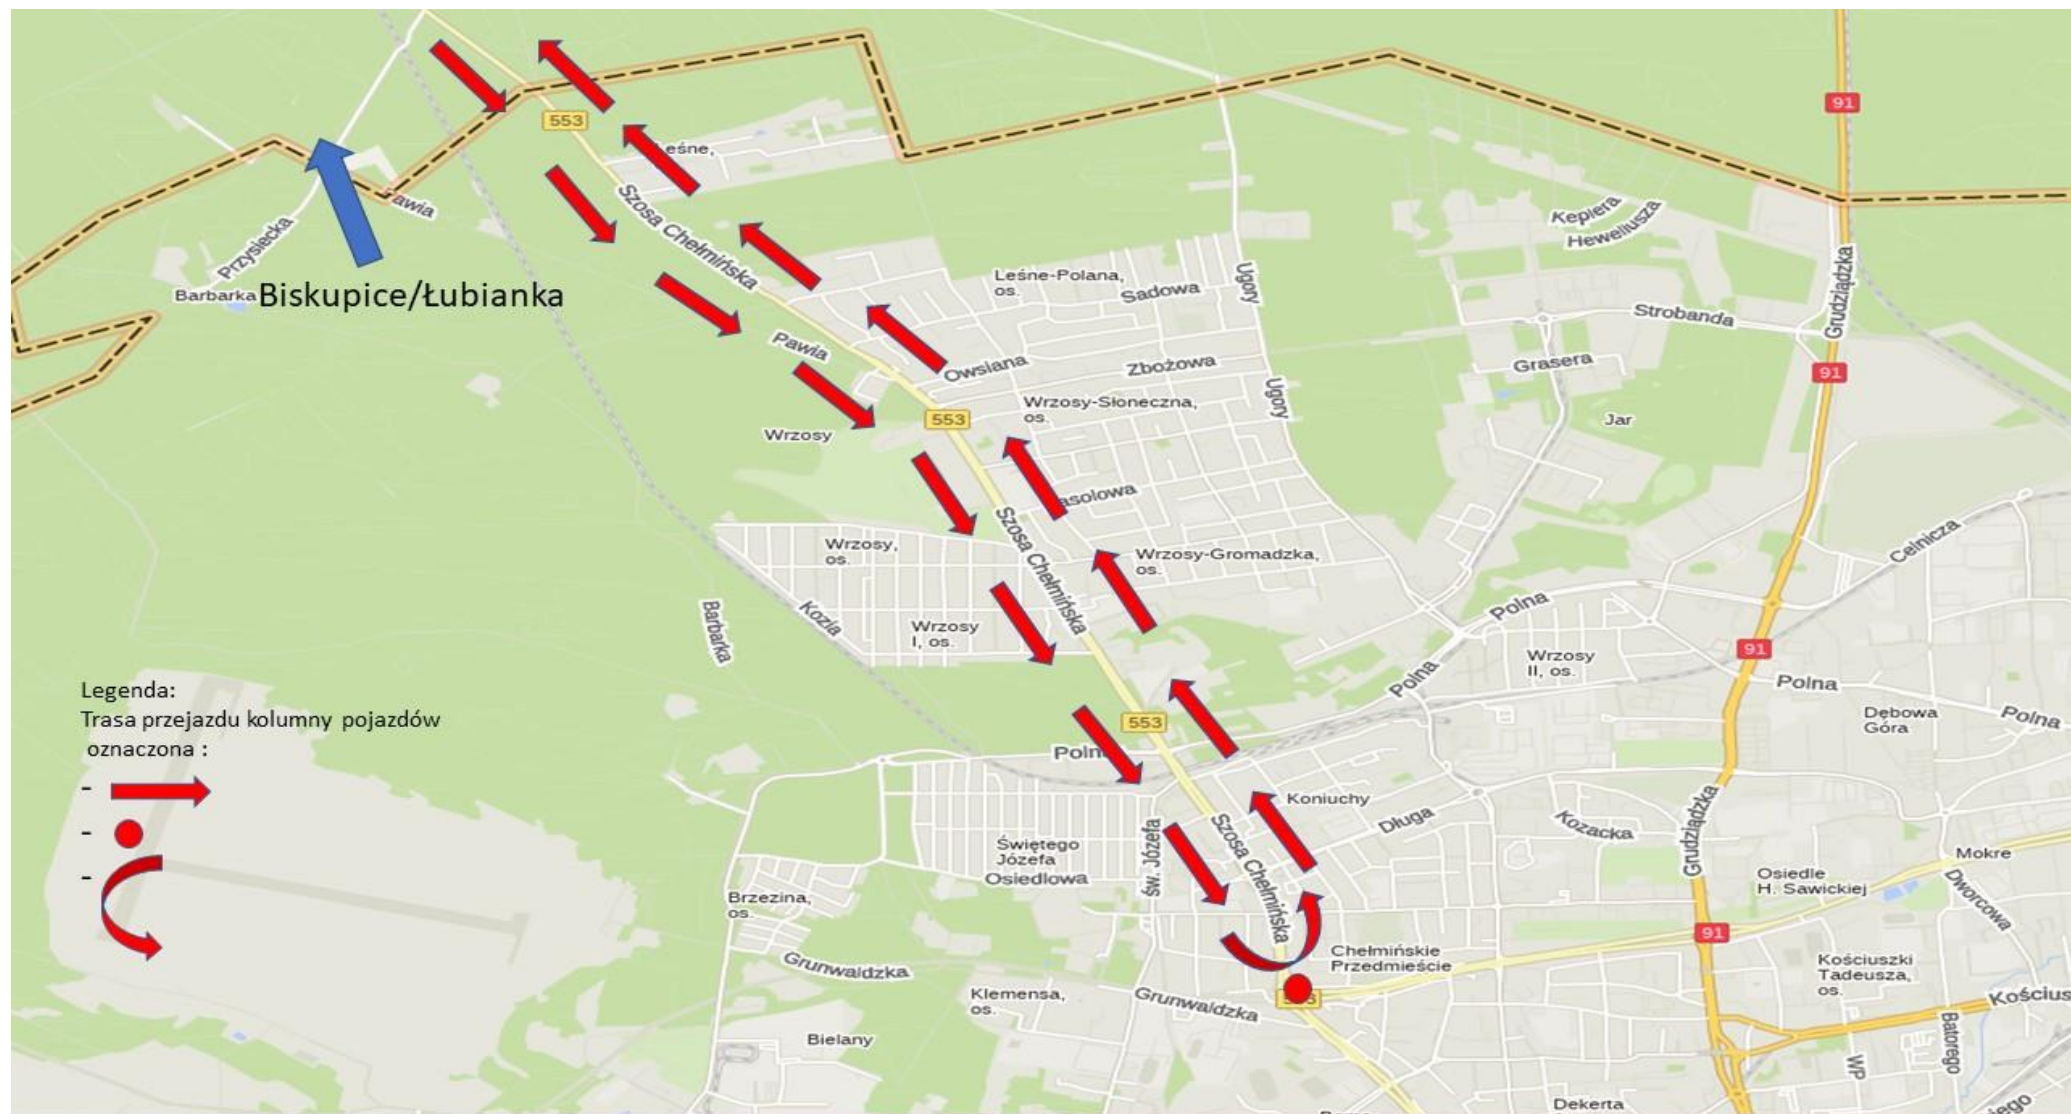 91
553
Leśne,
Szosa Chełmińska
Pawia
Przysiecka
Barbarka
Biskupice/Łubianka
Kepiera
Heweliusza
Leśne-Polana,
os.
Sadowa
Ugory
Grudziądzka
Strobanda
Pawia
Owsiana
Zbożowa
Grasera
91
Wrzosy-Słoneczna,
os.
Ugory
553
Jar
Wrzosy
asolowa
Szosa Chełmińska
Wrzosy,
os.
Wrzosy-Gromadzka,
os.
Celnicza
Kozia
Barbarka
Wrzosy
I, os.
Polna
Wrzosy
II, os.
91
Polna
Polna
Dębowa
Góra
Polna
Legenda:
Trasa przejazdu kolumny pojazdów
oznaczona :
-
-
-
553
Koniuchy
Długa
Kozacka
Grudziądzka
Szosa Chełmińska
Świętego
Józefa
Osiedlowa
św. Józefa
Mokre
Osiedle
H. Sawickiej
Dworcowa
Brzezina,
os.
91
Chełmińskie
Przedmieście
Grunwaldzka
Kościuszki
Tadeusza,
os.
Klemensa,
os.
Grunwaldzka
Kościus
Bielany
WP
Batorego
Dekerta